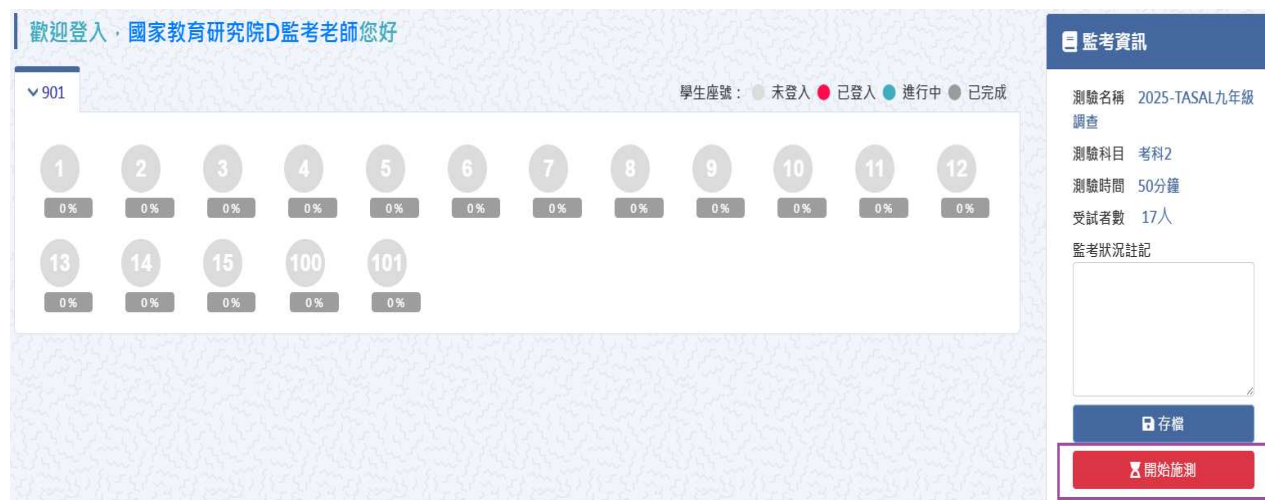 歡迎登入，國家教育研究院D監考老師您好
901
學生座號： 未登入 已登入 進行中 已完成
1 2 3 4 5 6 7 8 9 10 11 12
0% 0% 0% 0% 0% 0% 0% 0% 0% 0% 0% 0%
13 14 15 100 101
0% 0% 0% 0% 0%
監考資訊
測驗名稱 2025-TASAL九年級
調查
測驗科目 考科2
測驗時間 50分鐘
受試者數 17人
監考狀況註記
存檔
開始施測